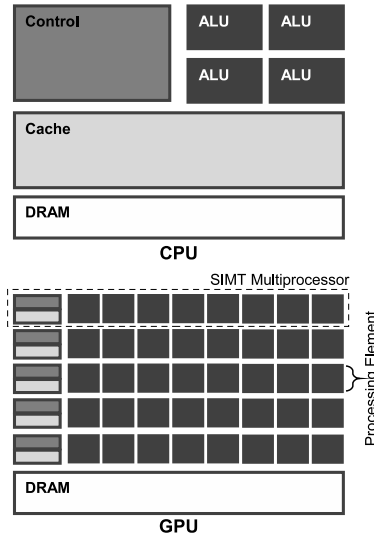 Control
ALU ALU
ALU ALU
Cache
DRAM
CPU
SIMT Multiprocessor
Processing Element
DRAM
GPU